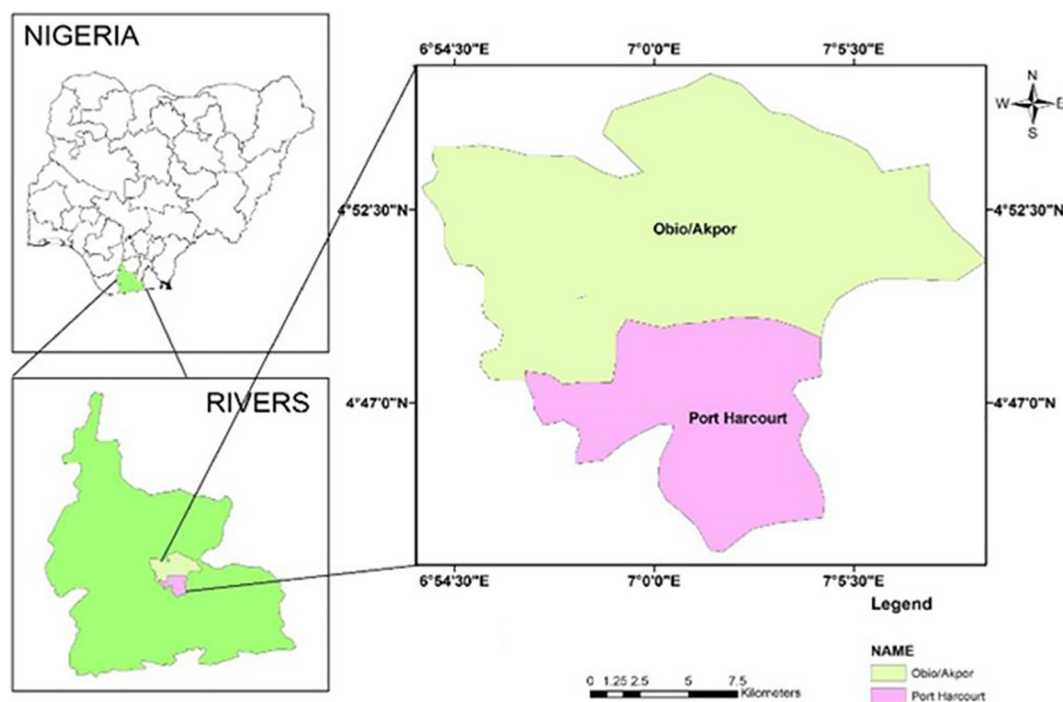 NIGERIA
RIVERS
6°54'30"E 7°0'0"E 7°5'30"E
N
W E
S
4°52'30"N 4°52'30"N
Obio/Akpor
4°47'0"N 4°47'0"N
Port Harcourt
6°54'30"E 7°0'0"E 7°5'30"E
Legend
NAME
Obio/Akpor
Port Harcourt
0 1.25 2.5 5 7.5
Kilometers